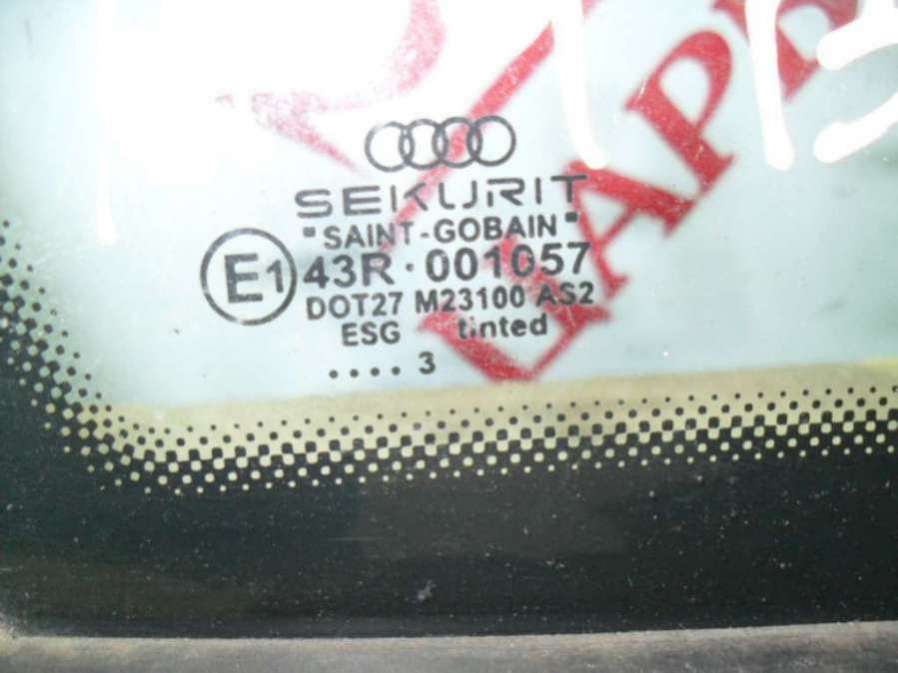 SEKURIT
"SAINT-GOBAIN"
E1 43R·001057
DOT27 M23100 AS2
ESG tinted
.... 3